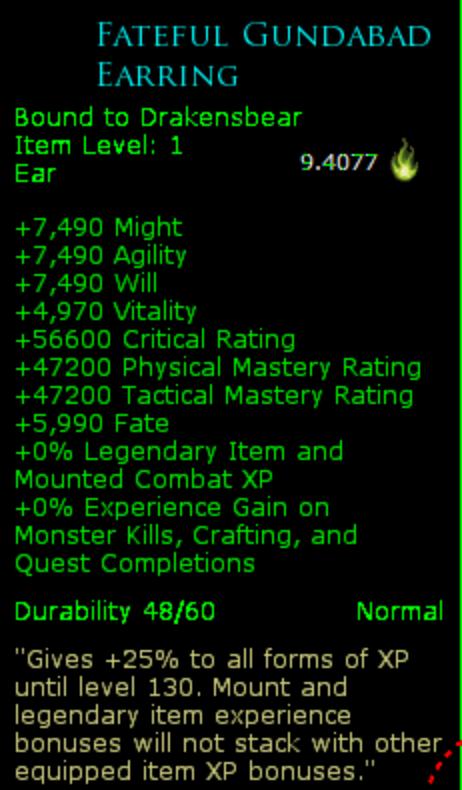 Fateful Gundabad
Earring
Bound to Drakensbear
Item Level: 1
9.4077
Ear
+7,490 Might
+7,490 Agility
+7,490 Will
+4,970 Vitality
+56600 Critical Rating
+47200 Physical Mastery Rating
+47200 Tactical Mastery Rating
+5,990 Fate
+0% Legendary Item and
Mounted Combat XP
+0% Experience Gain on
Monster Kills, Crafting, and
Quest Completions
Durability 48/60 Normal
"Gives +25% to all forms of XP
until level 130. Mount and
legendary item experience
bonuses will not stack with other
equipped item XP bonuses."